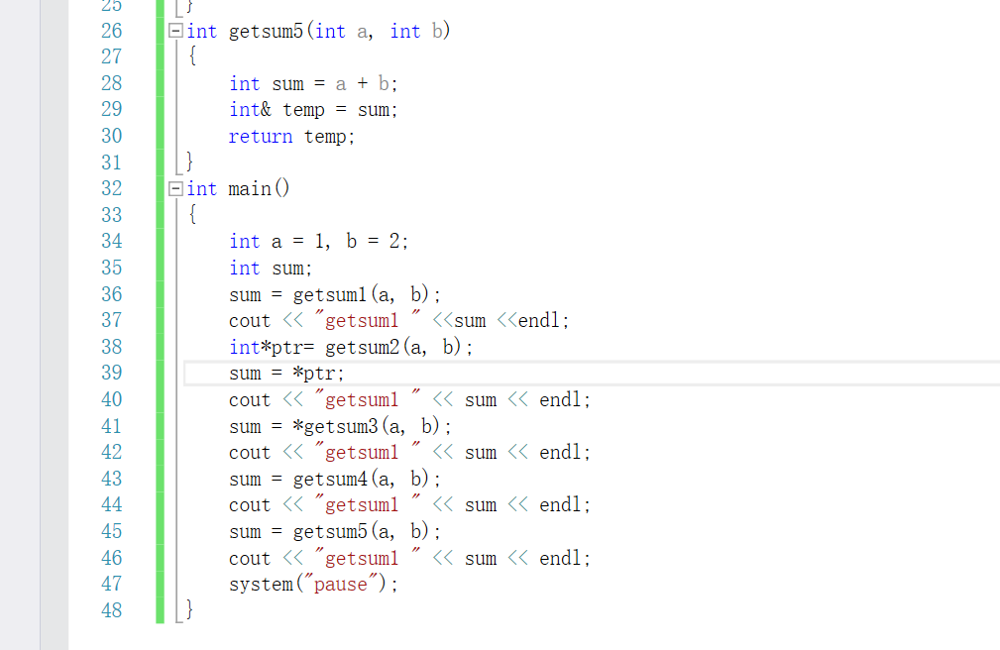 25 }
26 int getsum5(int a, int b)
27 {
28 int sum = a + b;
29 int& temp = sum;
30 return temp;
31 }
32 int main()
33 {
34 int a = 1, b = 2;
35 int sum;
36 sum = getsum1(a, b);
37 cout << "getsum1 " <<sum <<endl;
38 int*ptr= getsum2(a, b);
39 sum = *ptr;
40 cout << "getsum1 " << sum << endl;
41 sum = *getsum3(a, b);
42 cout << "getsum1 " << sum << endl;
43 sum = getsum4(a, b);
44 cout << "getsum1 " << sum << endl;
45 sum = getsum5(a, b);
46 cout << "getsum1 " << sum << endl;
47 system("pause");
48 }